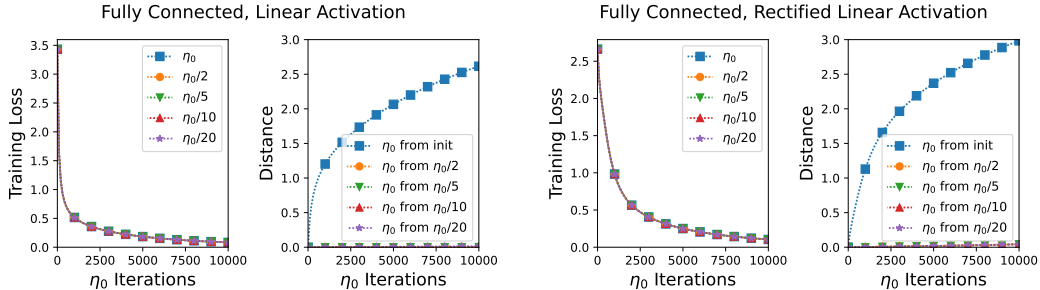 Fully Connected, Linear Activation
Training Loss
3.5
3.0
2.5
2.0
1.5
1.0
0.5
0.0
0 2500 5000 7500 10000
η₀ Iterations
η₀
η₀/2
η₀/5
η₀/10
η₀/20
Distance
3.0
2.5
2.0
1.5
1.0
0.5
0.0
0 2500 5000 7500 10000
η₀ Iterations
η₀ from init
η₀ from η₀/2
η₀ from η₀/5
η₀ from η₀/10
η₀ from η₀/20
Fully Connected, Rectified Linear Activation
Training Loss
2.5
2.0
1.5
1.0
0.5
0.0
0 2500 5000 7500 10000
η₀ Iterations
η₀
η₀/2
η₀/5
η₀/10
η₀/20
Distance
3.0
2.5
2.0
1.5
1.0
0.5
0.0
0 2500 5000 7500 10000
η₀ Iterations
η₀ from init
η₀ from η₀/2
η₀ from η₀/5
η₀ from η₀/10
η₀ from η₀/20